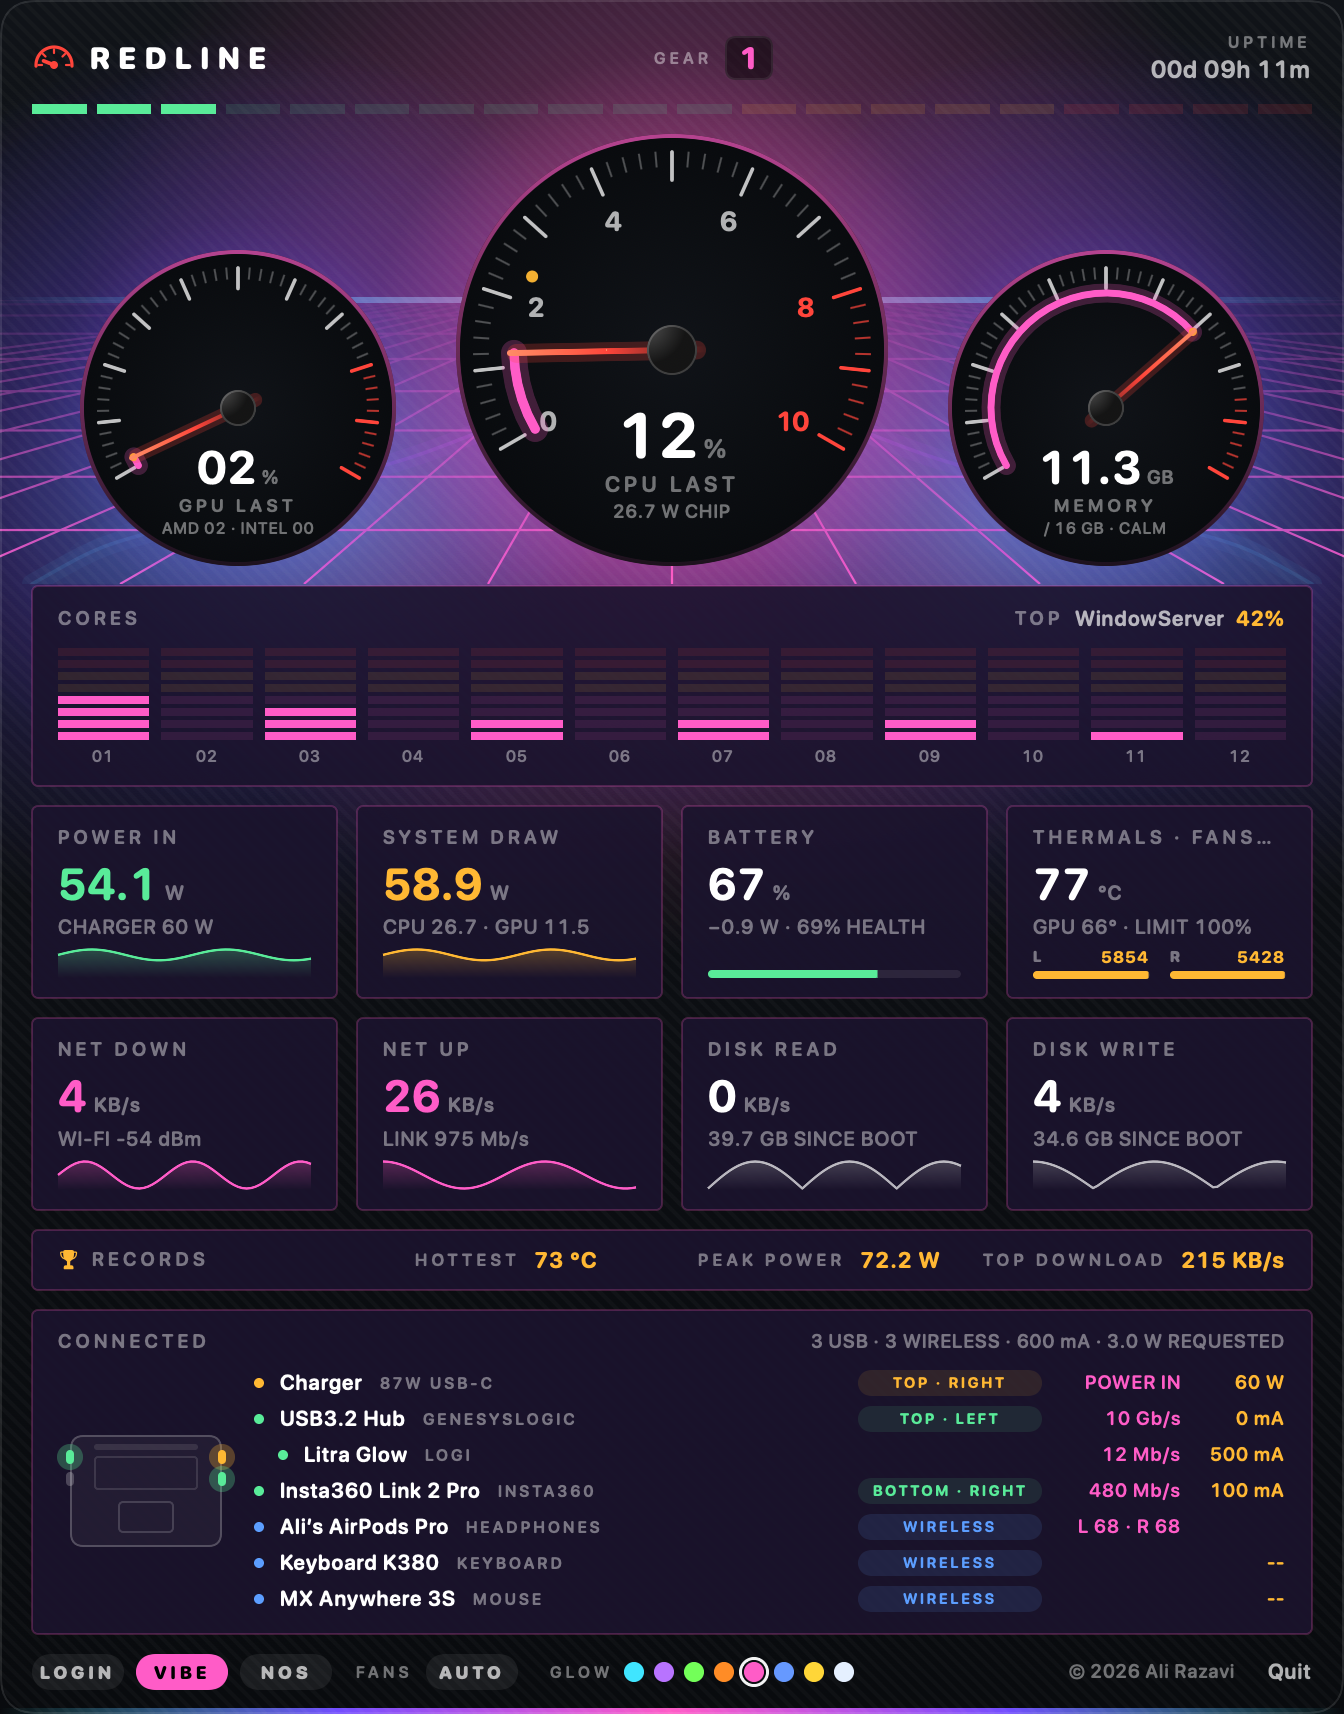 REDLINE
GEAR 1
UPTIME
00d 09h 11m
4 6
2 8
0 10
12 %
CPU LAST
26.7 W CHIP
02 %
GPU LAST
AMD 02 · INTEL 00
11.3 GB
MEMORY
/ 16 GB · CALM
CORES TOP WindowServer 42%
01 02 03 04 05 06 07 08 09 10 11 12
POWER IN
54.1 W
CHARGER 60 W
SYSTEM DRAW
58.9 W
CPU 26.7 · GPU 11.5
BATTERY
67 %
−0.9 W · 69% HEALTH
THERMALS · FANS...
77 °C
GPU 66° · LIMIT 100%
L 5854 R 5428
NET DOWN
4 KB/s
WI-FI -54 dBm
NET UP
26 KB/s
LINK 975 Mb/s
DISK READ
0 KB/s
39.7 GB SINCE BOOT
DISK WRITE
4 KB/s
34.6 GB SINCE BOOT
RECORDS HOTTEST 73 °C PEAK POWER 72.2 W TOP DOWNLOAD 215 KB/s
CONNECTED 3 USB · 3 WIRELESS · 600 mA · 3.0 W REQUESTED
Charger 87W USB-C TOP · RIGHT POWER IN 60 W
USB3.2 Hub GENESYSLOGIC TOP · LEFT 10 Gb/s 0 mA
Litra Glow LOGI 12 Mb/s 500 mA
Insta360 Link 2 Pro INSTA360 BOTTOM · RIGHT 480 Mb/s 100 mA
Ali's AirPods Pro HEADPHONES WIRELESS L 68 · R 68
Keyboard K380 KEYBOARD WIRELESS --
MX Anywhere 3S MOUSE WIRELESS --
LOGIN VIBE NOS FANS AUTO GLOW © 2026 Ali Razavi Quit